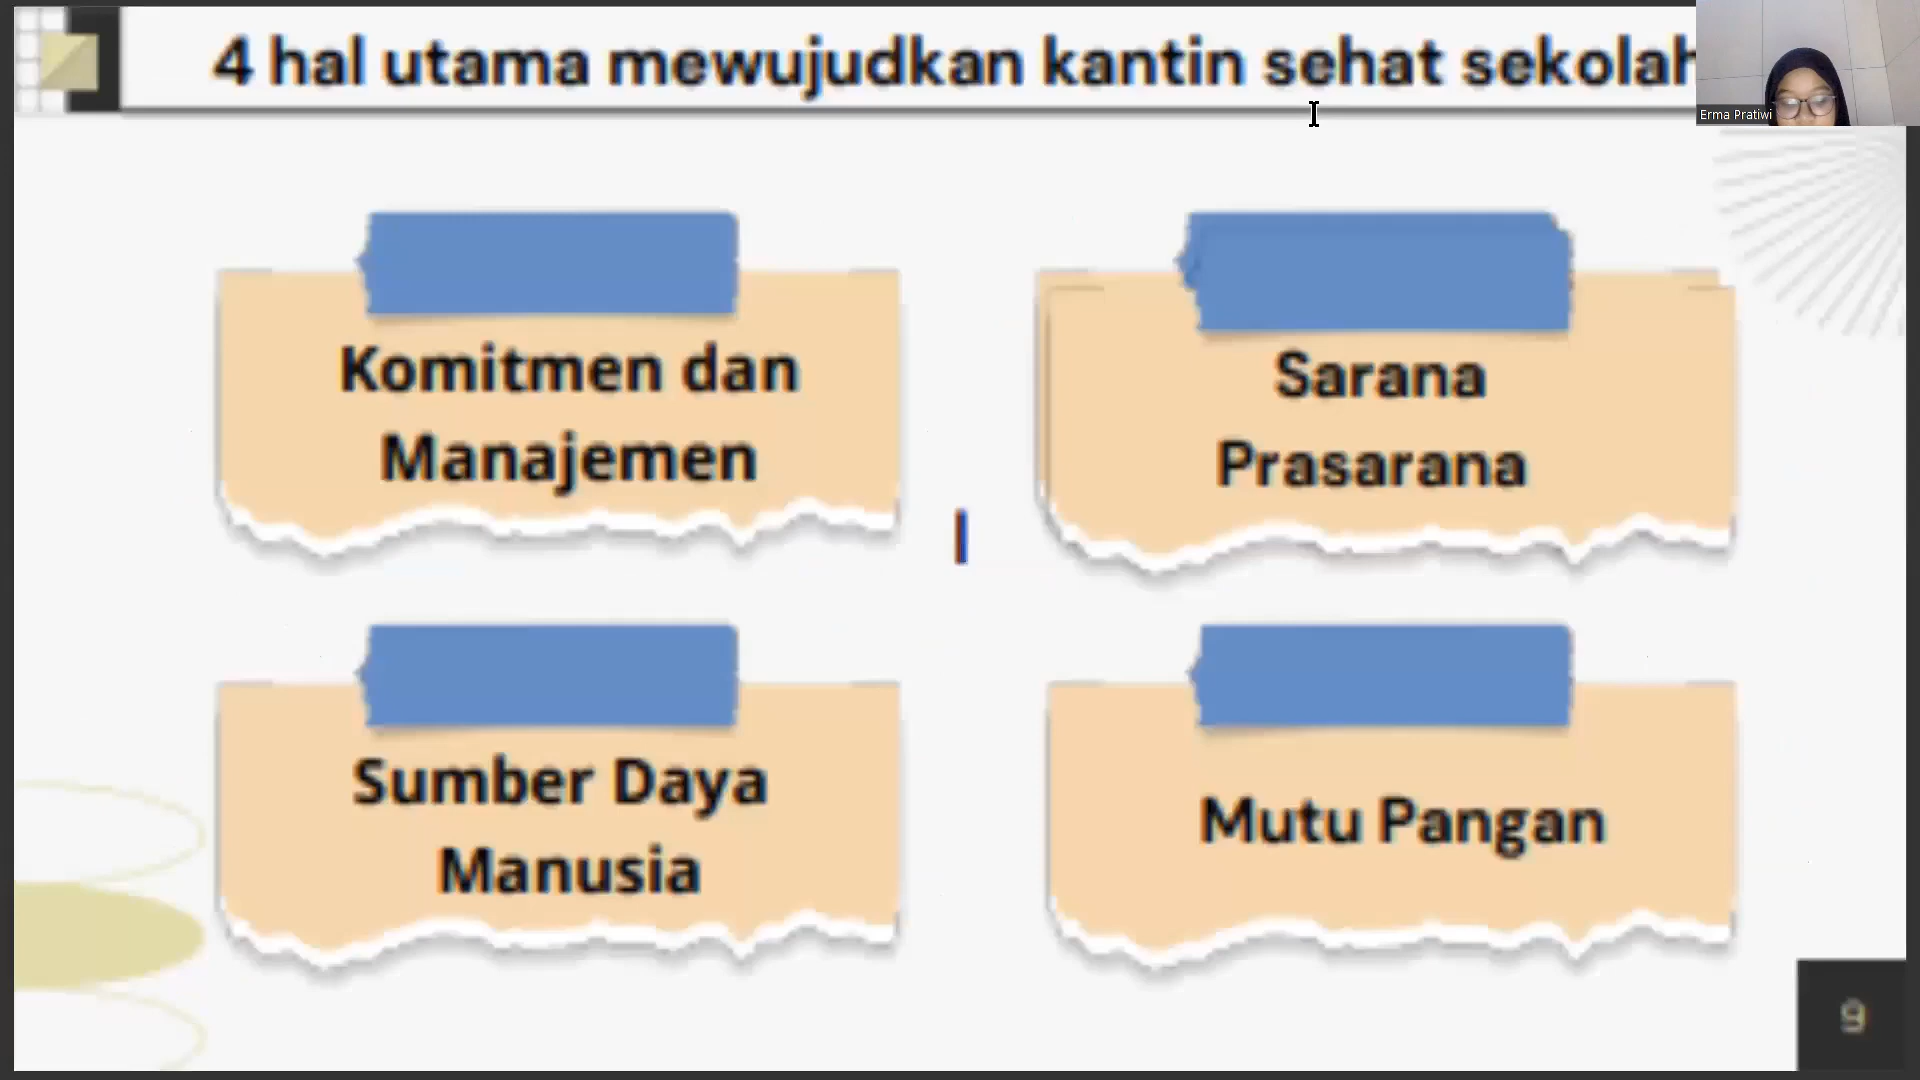 4 hal utama mewujudkan kantin sehat sekolah
Erma Pratiwi
Komitmen dan
Manajemen
Sarana
Prasarana
Sumber Daya
Manusia
Mutu Pangan
9